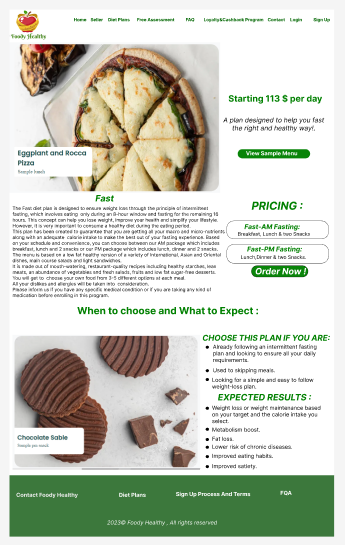 Home Seller Diet Plans Free Assessment FAQ Loyalty&Cashbook Program Contact Login Sign Up
Foody Healthy
Starting 113 $ per day
A plan designed to help you fast
the right and healthy way!.
View Sample Menu
Eggplant and Rocca
Pizza
Sample lunch
Fast
The Fast diet plan is designed to ensure weight loss through the principle of intermittent
fasting, which involves eating only during an 8-hour window and fasting for the remaining 16
hours. This concept can help you lose weight, improve your health and simplify your lifestyle.
However, it is very important to consume a healthy diet during the eating period.
This plan has been created to guarantee that you are getting all your macro and micro-nutrients
along with an adequate calorie intake to make the best out of your fasting experience. Based
on your schedule and convenience, you can choose between our AM package which includes
breakfast, lunch and 2 snacks or our PM package which includes lunch, dinner and 2 snacks.
The menu is based on a low fat healthy version of a variety of International, Asian and Oriental
dishes, main course salads and light sandwiches.
It is made out of mouth-watering, restaurant-quality recipes including healthy starches, lean
meats, an abundance of vegetables and fresh salads, fruits and low fat sugar-free desserts.
You will get to choose your own food from 3-5 different options at each meal.
All your dislikes and allergies will be taken into consideration.
Please inform us if you have any specific medical condition or if you are taking any kind of
medication before enrolling in this program.
PRICING :
Fast-AM Fasting:
Breakfast, Lunch & two Snacks
Fast-PM Fasting:
Lunch,Dinner & two Snacks.
Order Now !
When to choose and What to Expect :
Chocolate Sable
Sample pm snack
CHOOSE THIS PLAN IF YOU ARE:
Already following an intermittent fasting
plan and looking to ensure all your daily
requirements.
Used to skipping meals.
Looking for a simple and easy to follow
weight-loss plan.
EXPECTED RESULTS :
Weight loss or weight maintenance based
on your target and the calorie intake you
select.
Metabolism boost.
Fat loss.
Lower risk of chronic diseases.
Improved eating habits.
Improved satiety.
Contact Foody Healthy Diet Plans Sign Up Process And Terms FQA
2023© Foody Healthy , All rights reserved